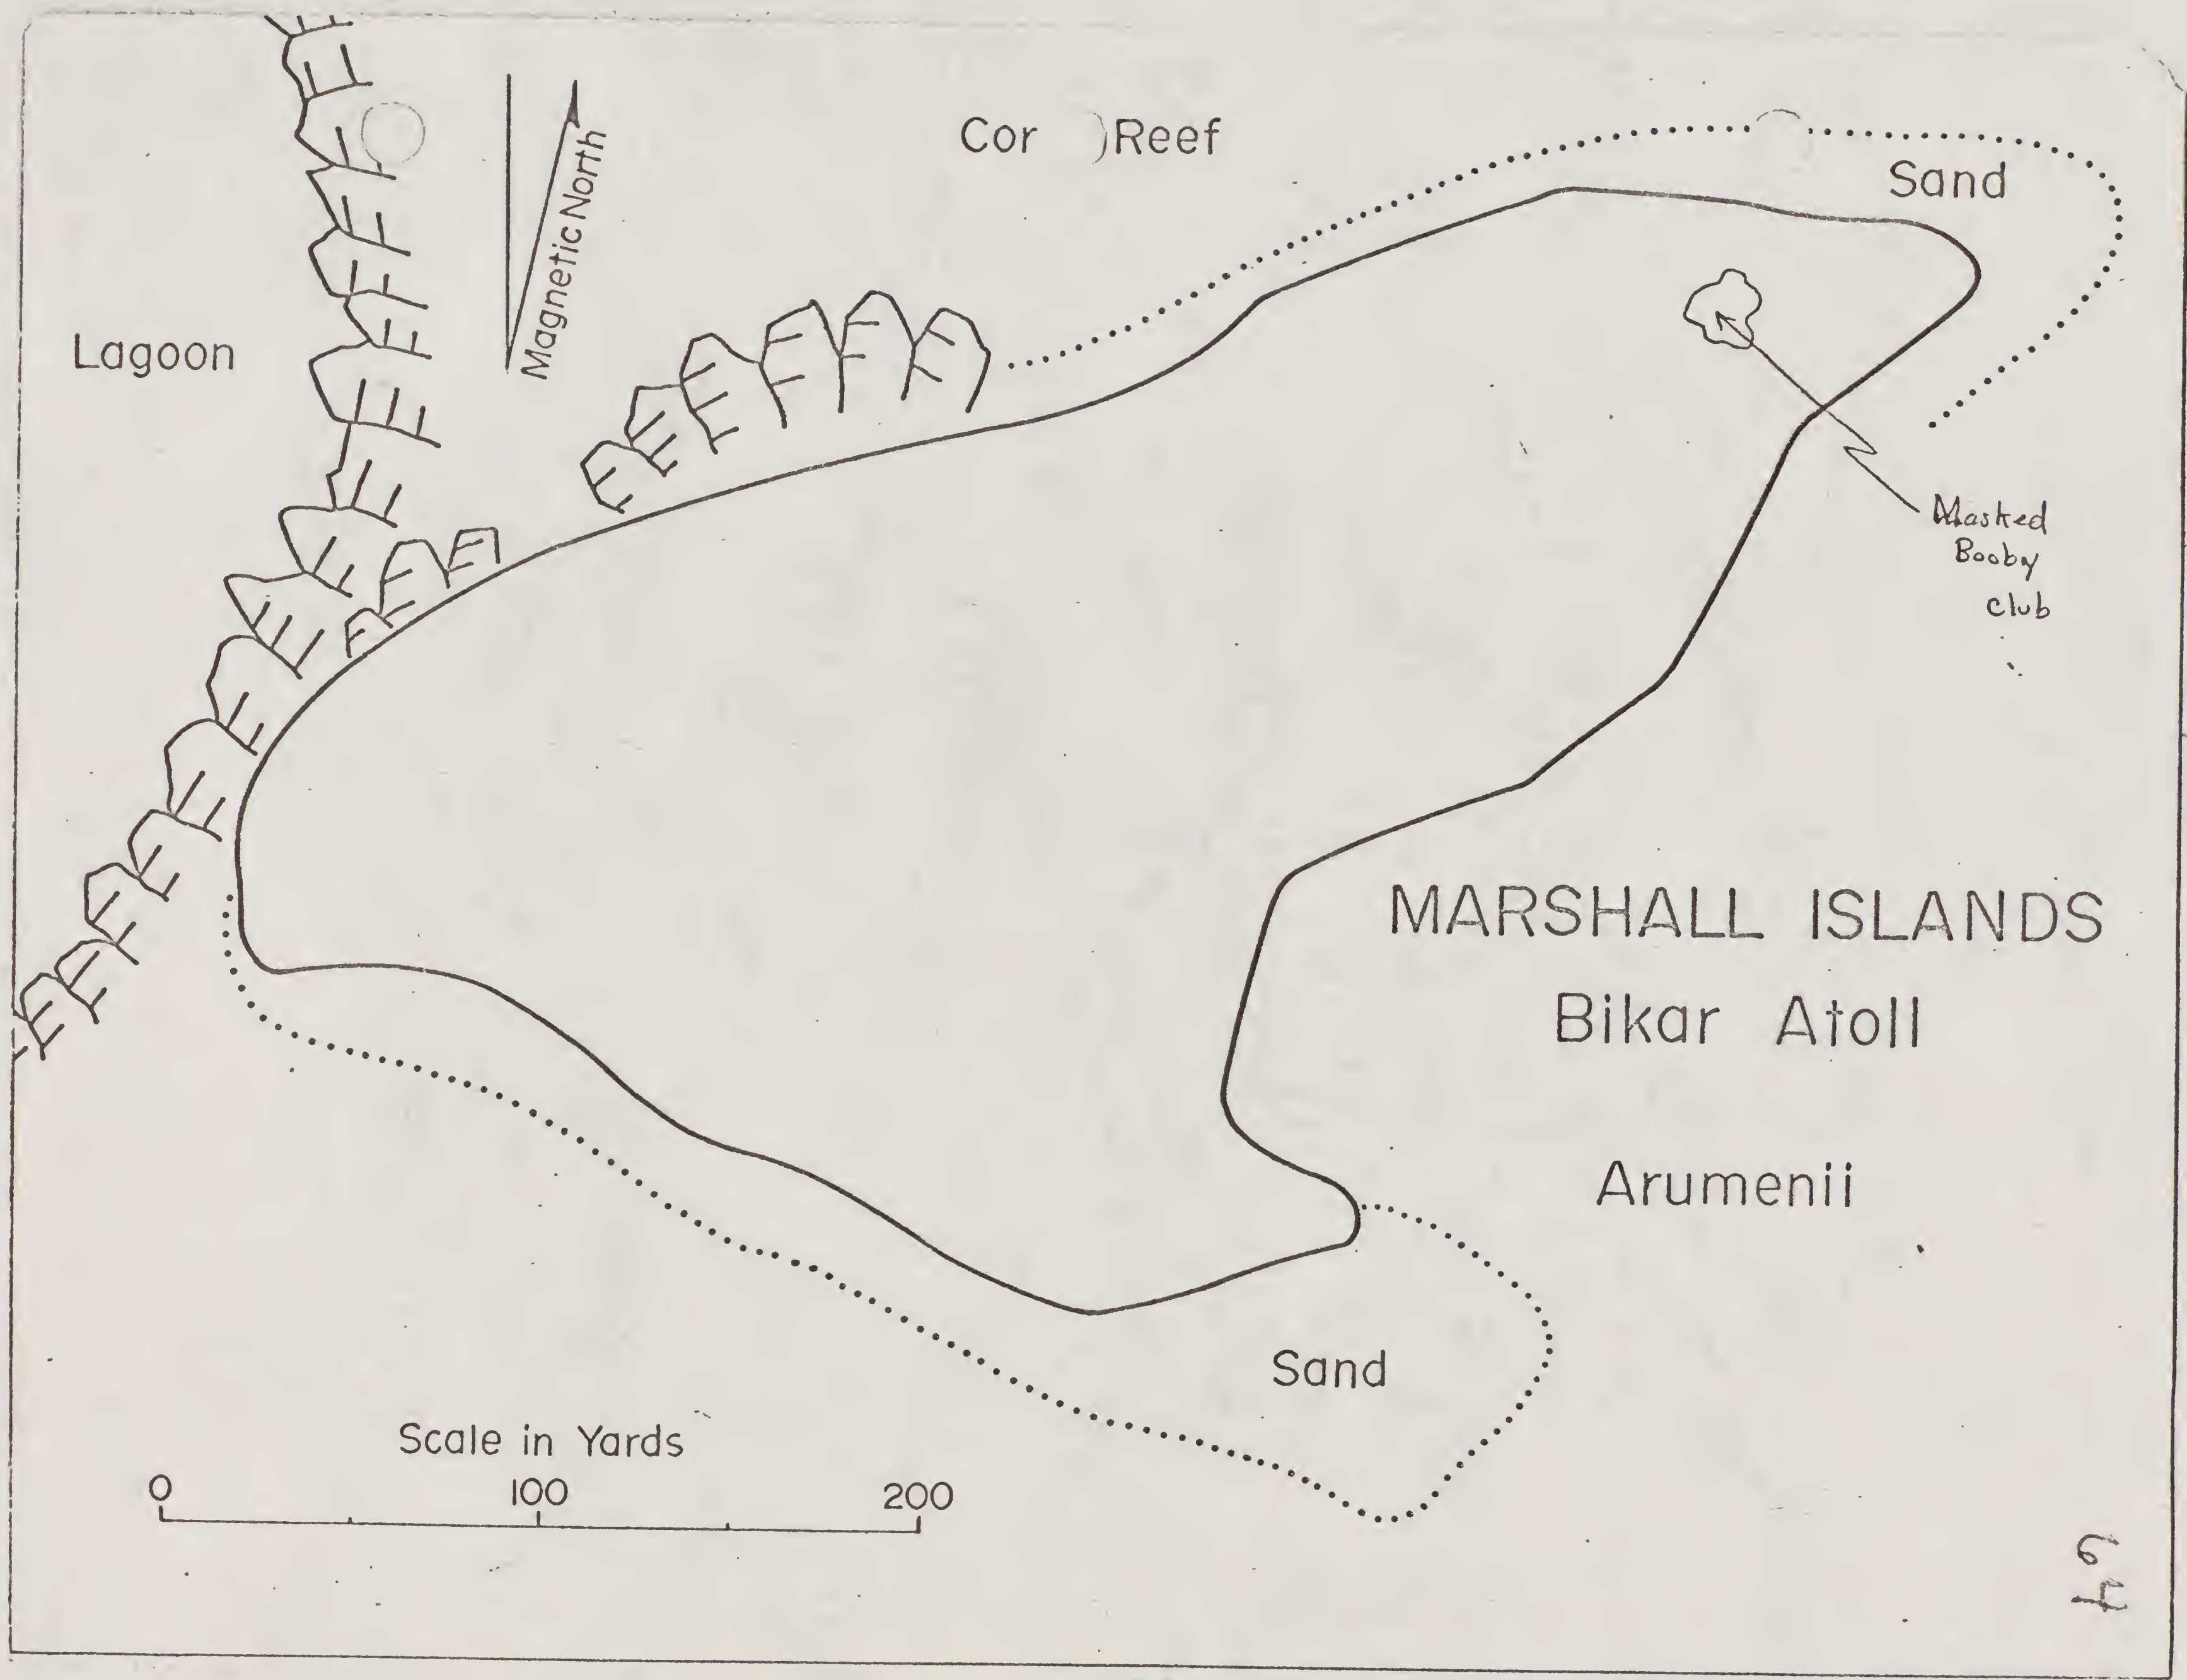 Cor Reef
Sand
Magnetic North
Lagoon
Masked
Booby
club
MARSHALL ISLANDS
Bikar Atoll
Arumenii
Sand
Scale in Yards
0 100 200
64